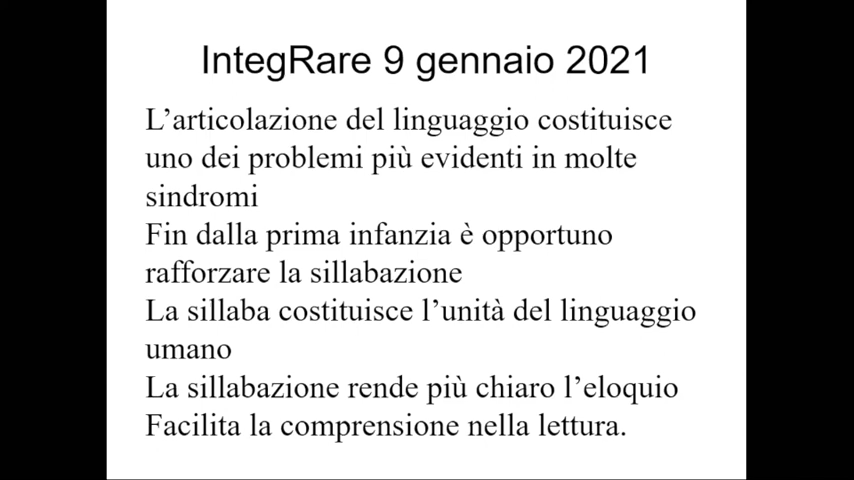 IntegRare 9 gennaio 2021
L’articolazione del linguaggio costituisce
uno dei problemi più evidenti in molte
sindromi
Fin dalla prima infanzia è opportuno
rafforzare la sillabazione
La sillaba costituisce l’unità del linguaggio
umano
La sillabazione rende più chiaro l’eloquio
Facilita la comprensione nella lettura.